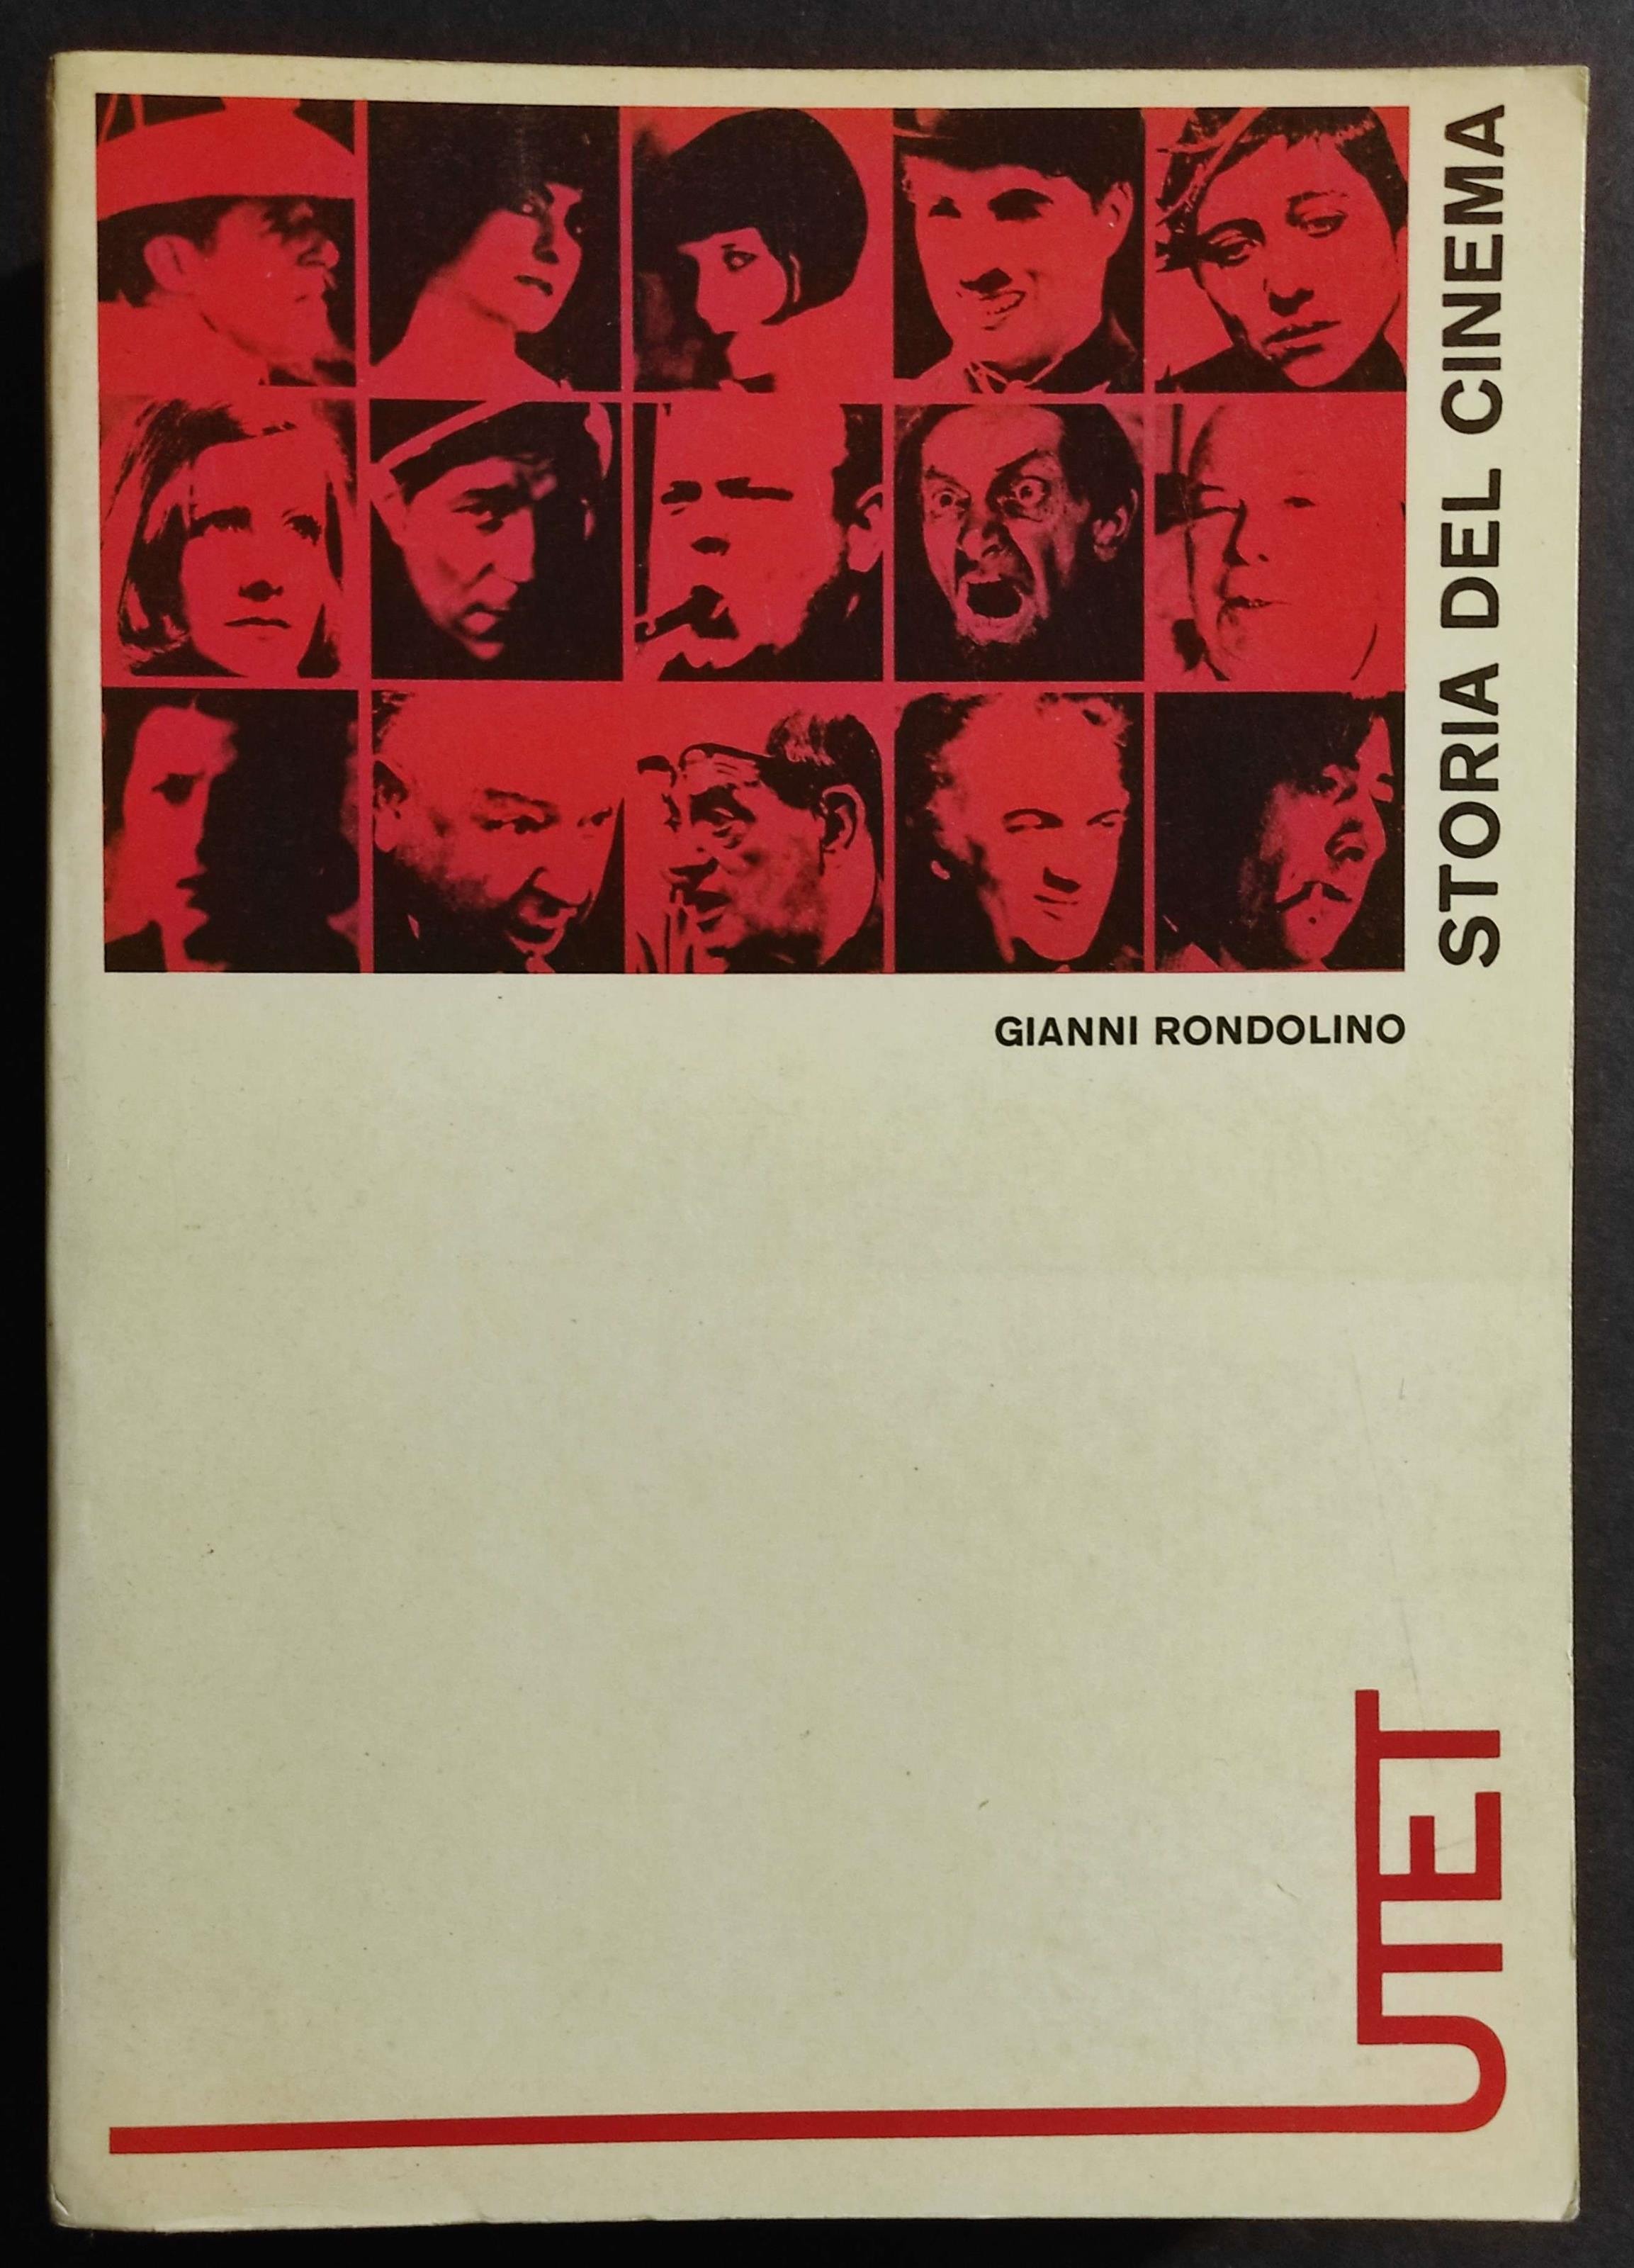 STORIA DEL CINEMA
GIANNI RONDOLINO
UTET